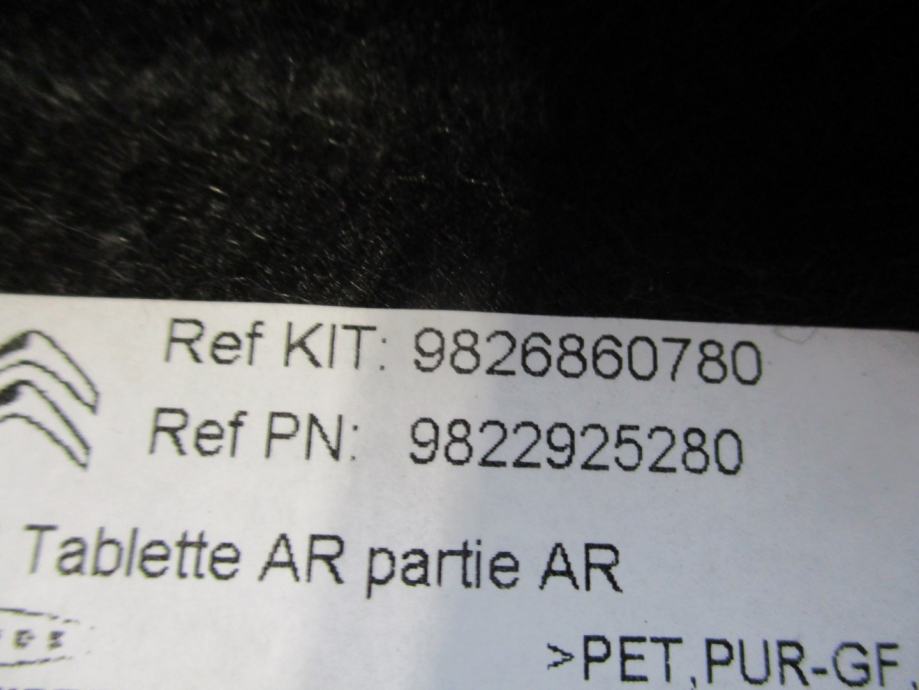 Ref KIT: 9826860780
Ref PN: 9822925280
Tablette AR partie AR
>PET,PUR-GF,